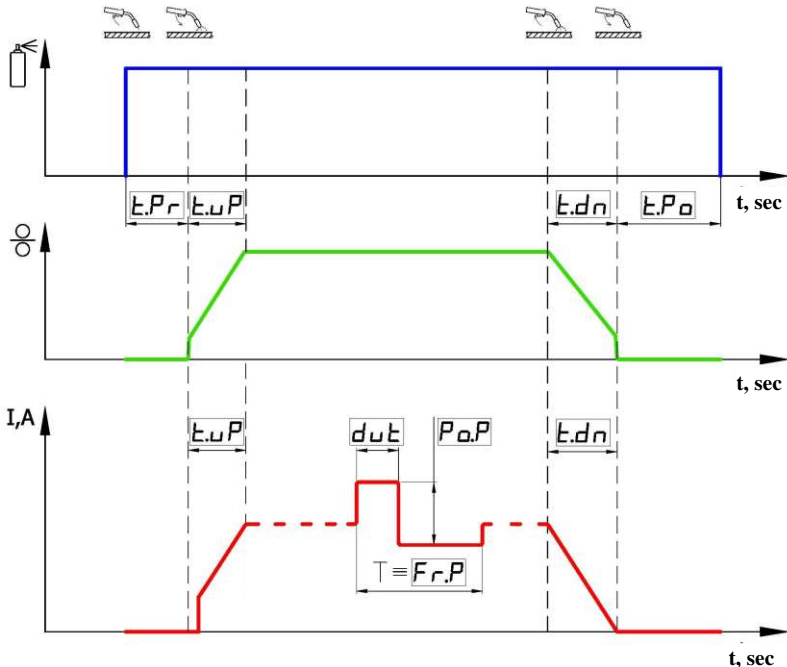 t.Pr t.uP t.dn t.Po
t, sec
t, sec
I,A
t.uP dut Po.P t.dn
T ≡ Fr.P
t, sec